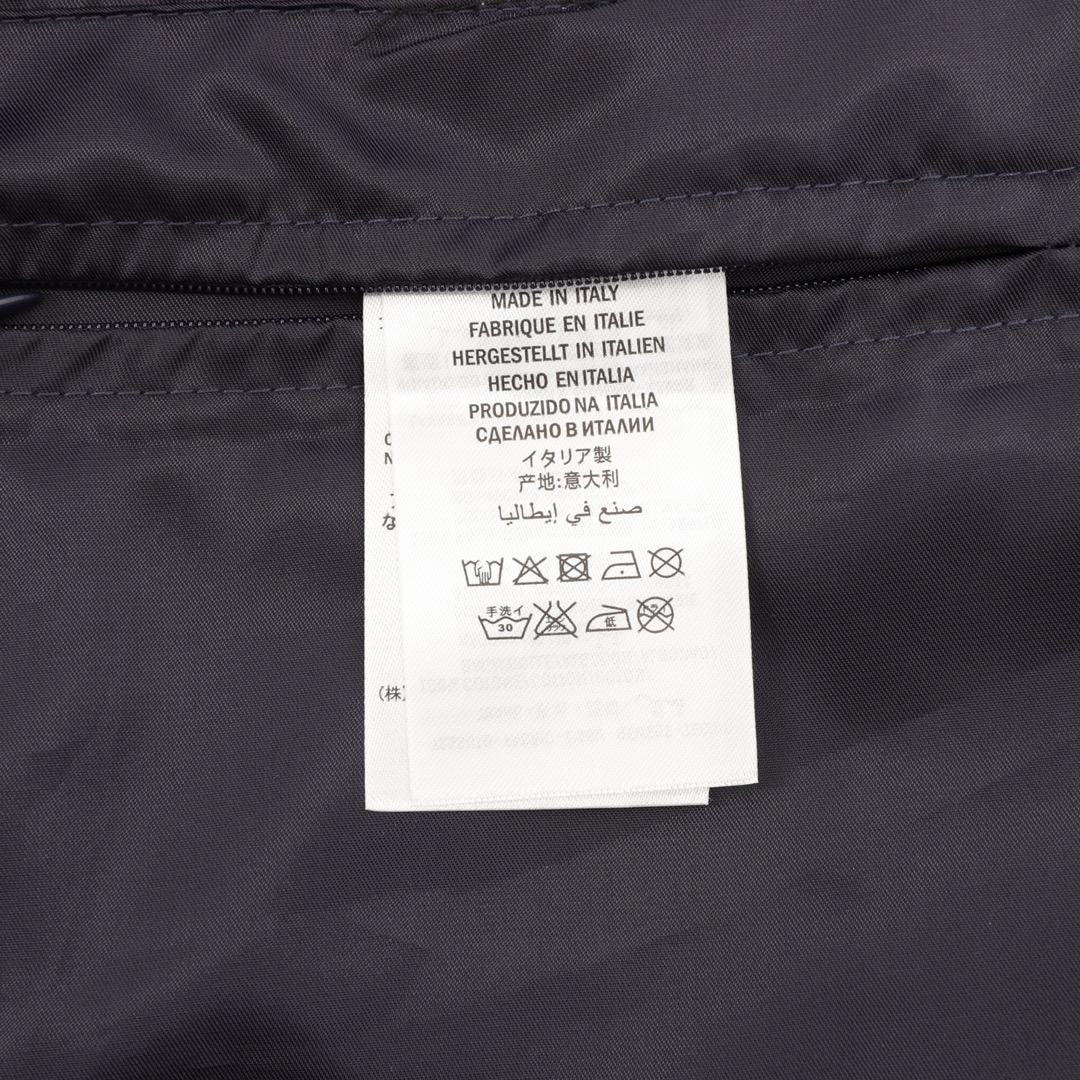 MADE IN ITALY
FABRIQUE EN ITALIE
HERGESTELLT IN ITALIEN
HECHO EN ITALIA
PRODUZIDO NA ITALIA
СДЕЛАНО В ИТАЛИИ
イタリア製
产地:意大利
صنع في إيطاليا
手洗イ
30
低
(株)